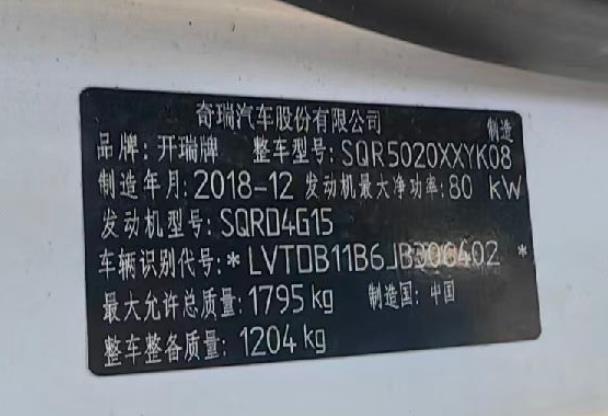 奇瑞汽车股份有限公司 制造
品牌: 开瑞牌 整车型号: SQR5020XXYK08
制造年月: 2018-12 发动机最大净功率: 80 kW
发动机型号: SQRD4G15
车辆识别代号: *
最大允许总质量: 1795 kg 制造国: 中国
整车整备质量: 1204 kg